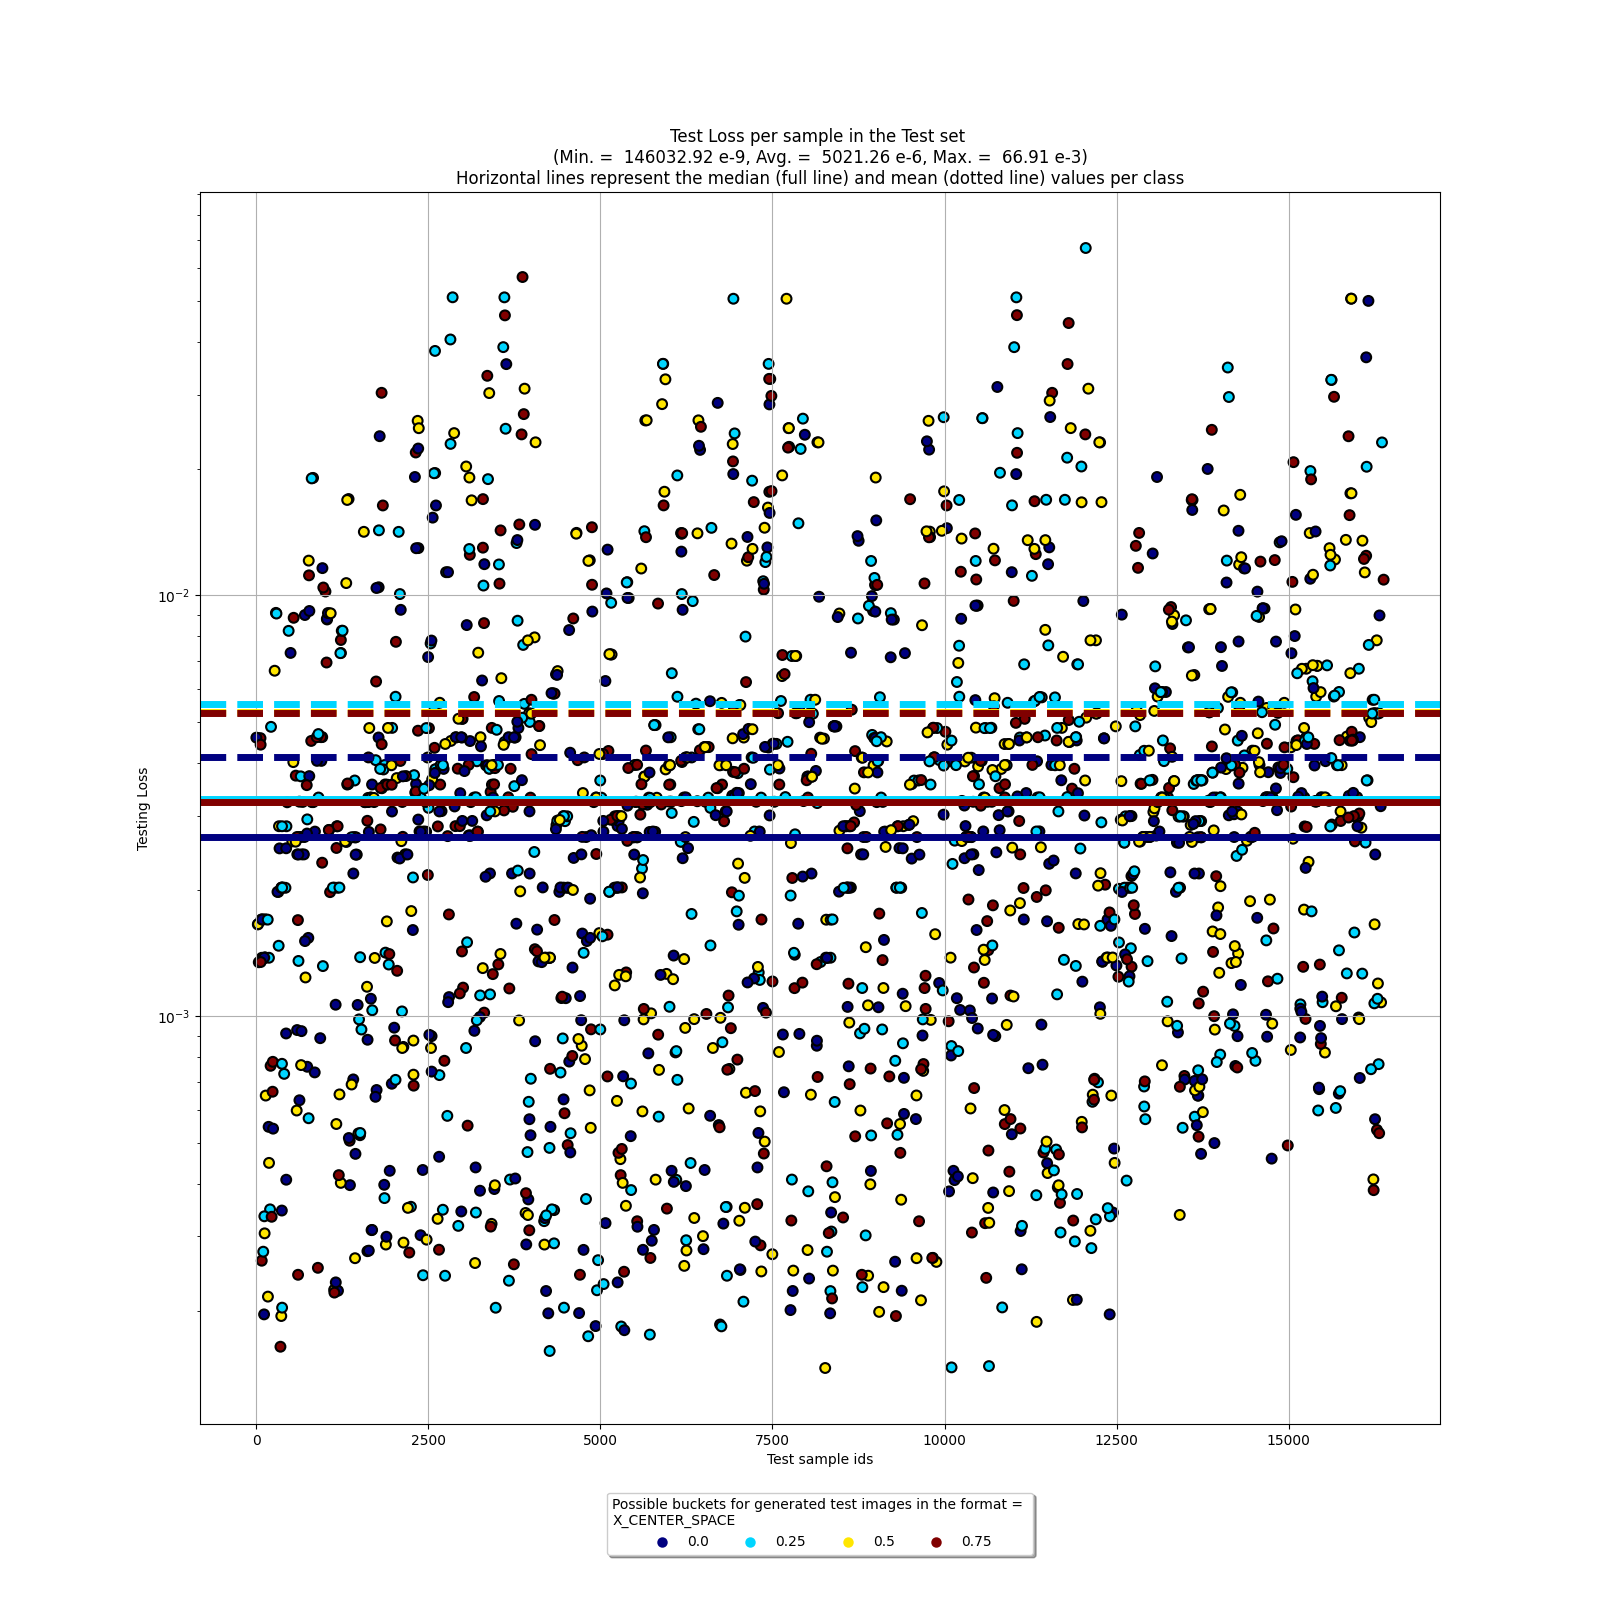 Test Loss per sample in the Test set
(Min. =  146032.92 e-9, Avg. =  5021.26 e-6, Max. =  66.91 e-3)
Horizontal lines represent the median (full line) and mean (dotted line) values per class
Testing Loss
10⁻²
10⁻³
0 2500 5000 7500 10000 12500 15000
Test sample ids
Possible buckets for generated test images in the format =
X_CENTER_SPACE
0.0 0.25 0.5 0.75